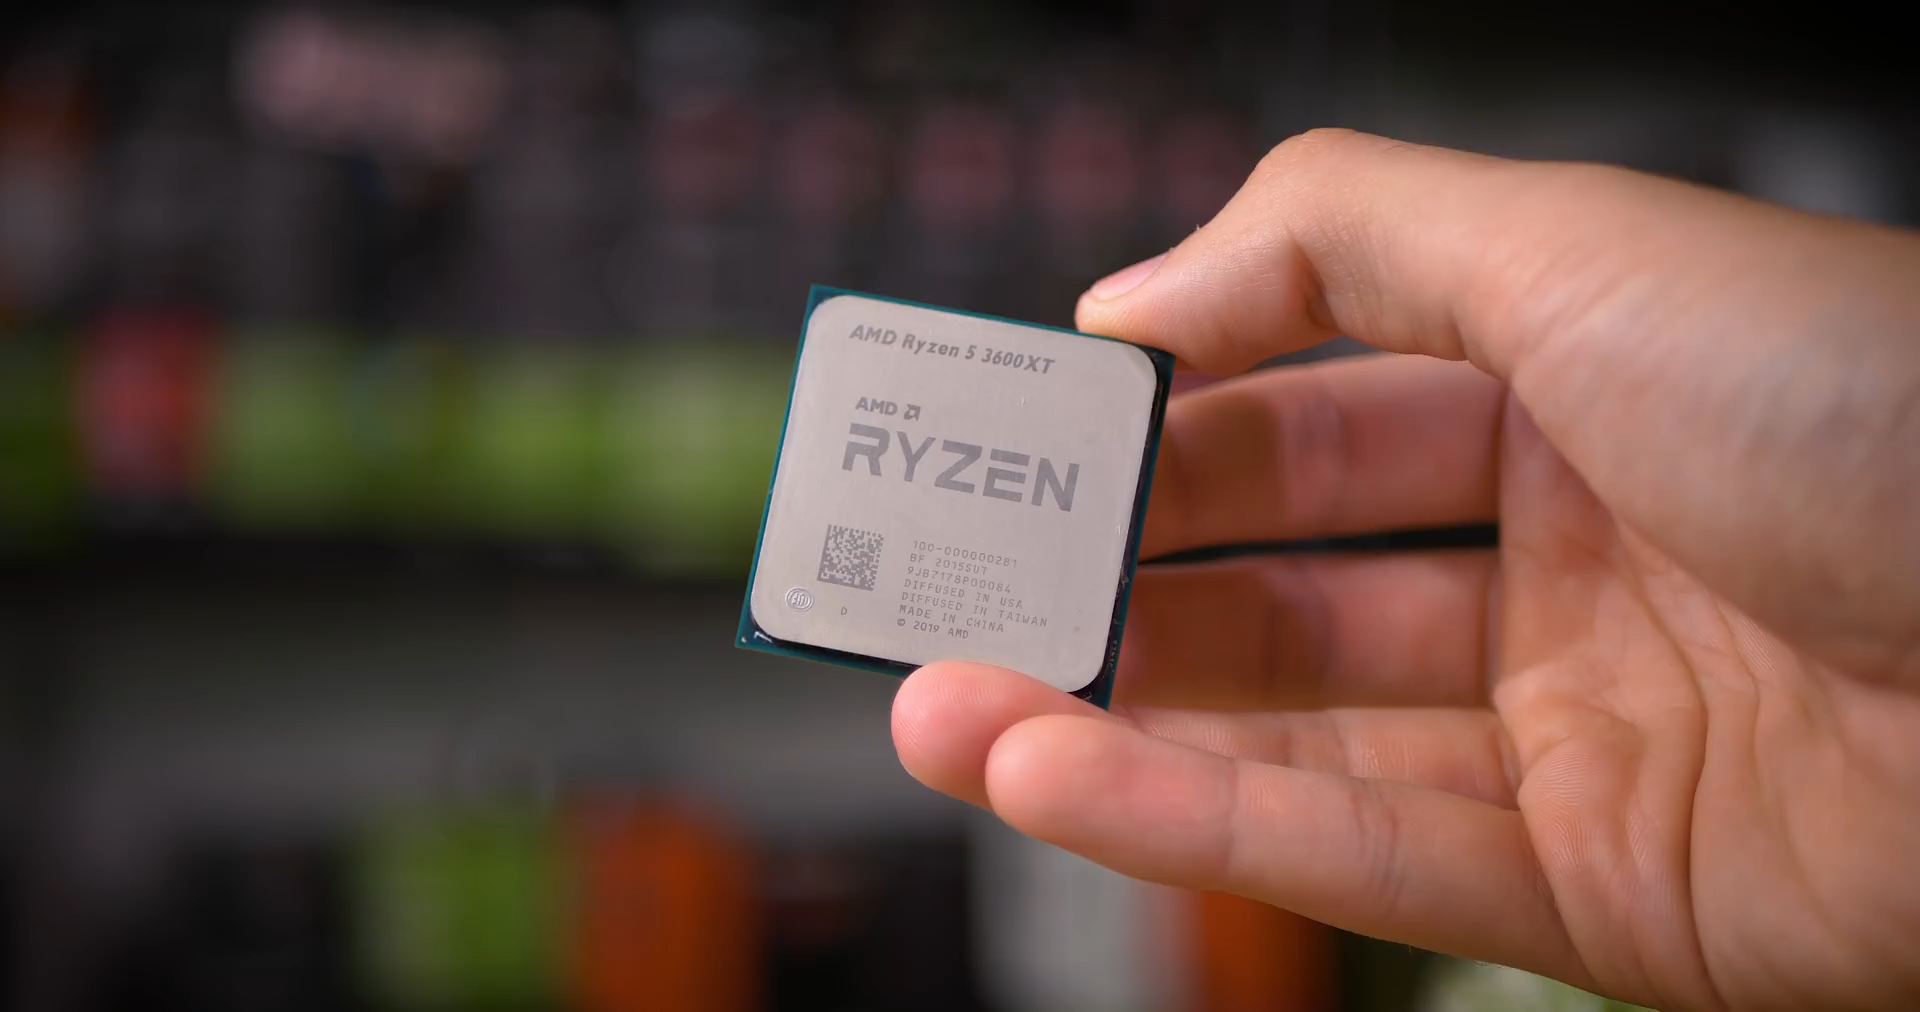 AMD Ryzen 5 3600XT
AMD
RYZEN
100-000000281
BF 2015SUT
9JB7178P00084
DIFFUSED IN USA
DIFFUSED IN TAIWAN
MADE IN CHINA
© 2019 AMD
D